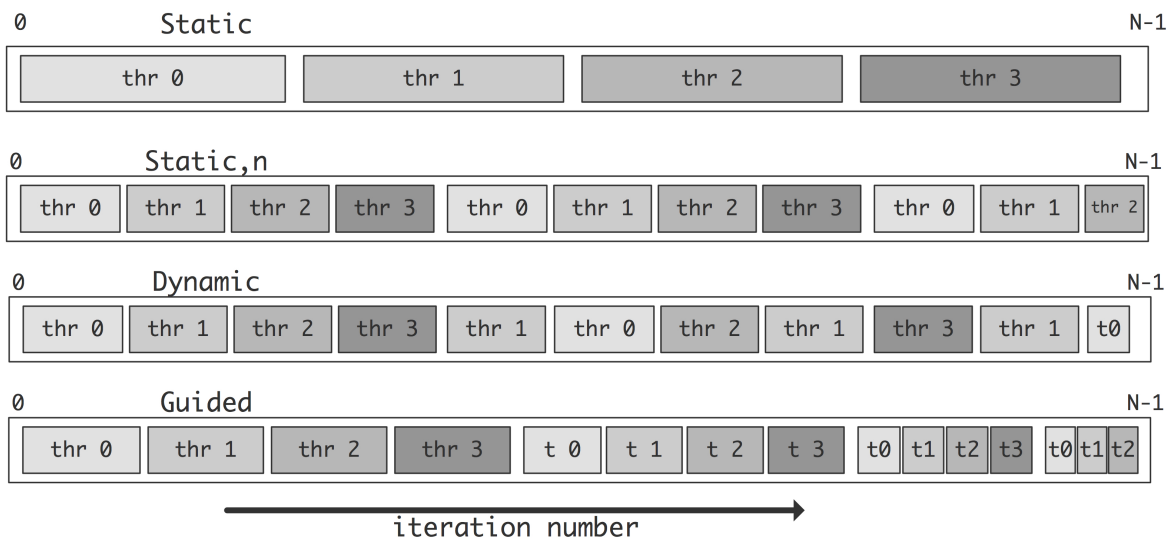 0 Static N-1
thr 0 thr 1 thr 2 thr 3
0 Static,n N-1
thr 0 thr 1 thr 2 thr 3 thr 0 thr 1 thr 2 thr 3 thr 0 thr 1 thr 2
0 Dynamic N-1
thr 0 thr 1 thr 2 thr 3 thr 1 thr 0 thr 2 thr 1 thr 3 thr 1 t0
0 Guided N-1
thr 0 thr 1 thr 2 thr 3 t 0 t 1 t 2 t 3 t0 t1 t2 t3 t0 t1 t2
iteration number